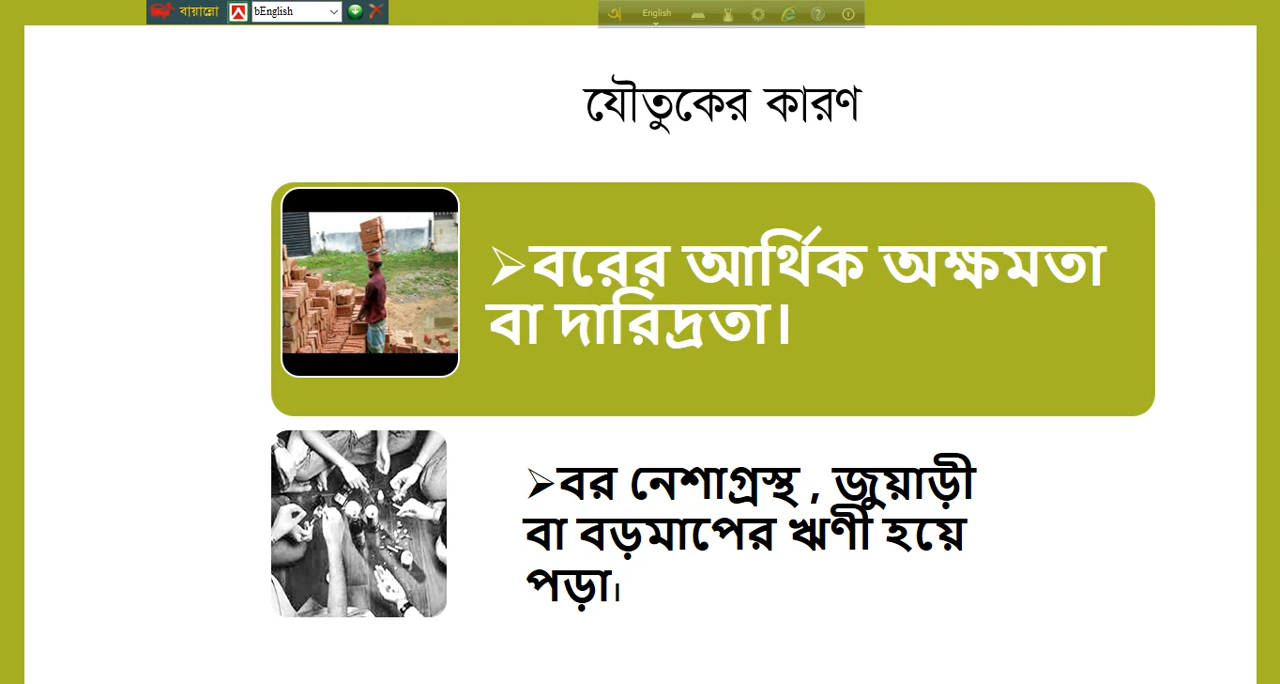 বায়ান্নো bEnglish
অ English
যৌতুকের কারণ
➢বরের আর্থিক অক্ষমতা
বা দারিদ্রতা।
➢বর নেশাগ্রস্থ , জুয়াড়ী
বা বড়মাপের ঋণী হয়ে
পড়া।